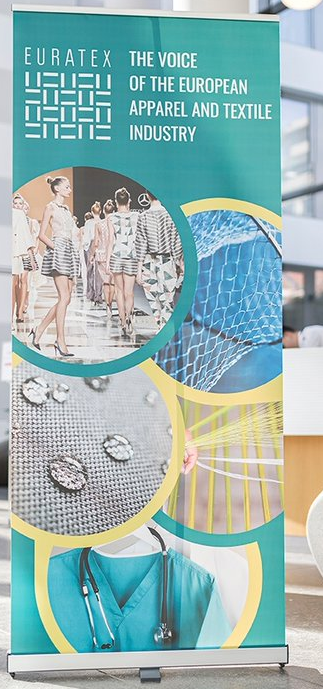 EURATEX
THE VOICE
OF THE EUROPEAN
APPAREL AND TEXTILE
INDUSTRY